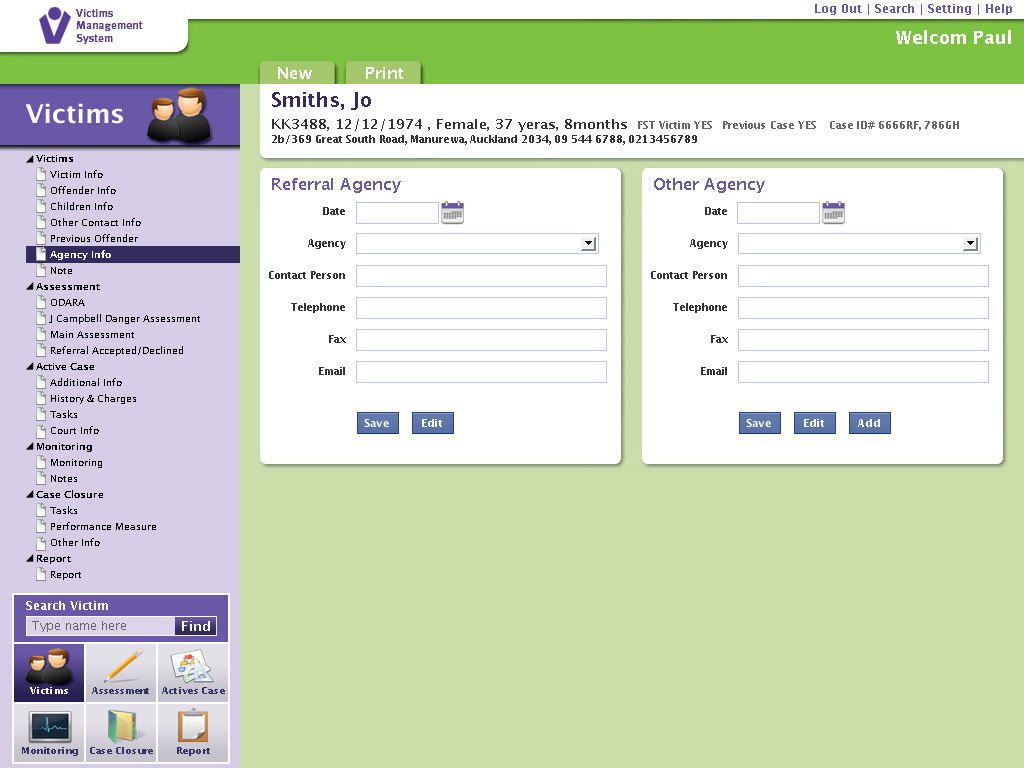 Victims
Management
System
Log Out | Search | Setting | Help
Welcom Paul
New
Print
Victims
Smiths, Jo
KK3488, 12/12/1974 , Female, 37 yeras, 8months FST Victim YES Previous Case YES Case ID# 6666RF, 786GH
2b/369 Great South Road, Manurewa, Auckland 2034, 09 544 6788, 0213456789
Victims
Victim Info
Offender Info
Children Info
Other Contact Info
Previous Offender
Agency Info
Note
Assessment
ODARA
J Campbell Danger Assessment
Main Assessment
Referral Accepted/Declined
Active Case
Additional Info
History & Charges
Tasks
Court Info
Monitoring
Monitoring
Notes
Case Closure
Tasks
Performance Measure
Other Info
Report
Report
Search Victim
Type name here
Find
Victims
Assessment
Actives Case
Monitoring
Case Closure
Report
Referral Agency
Date
Agency
Contact Person
Telephone
Fax
Email
Save
Edit
Other Agency
Date
Agency
Contact Person
Telephone
Fax
Email
Save
Edit
Add